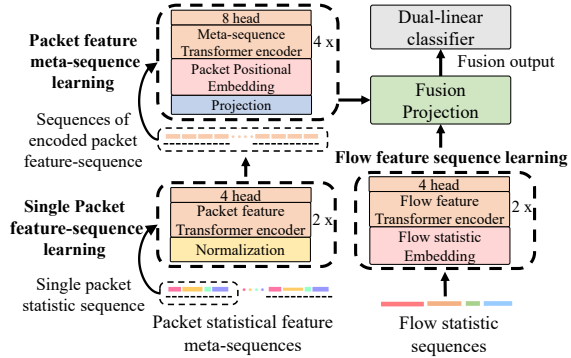 Packet feature
meta-sequence
learning
8 head
Meta-sequence
Transformer encoder
4 x
Packet Positional
Embedding
Projection
Dual-linear
classifier
Fusion output
Fusion
Projection
Sequences of
encoded packet
feature-sequence
Flow feature sequence learning
Single Packet
feature-sequence
learning
4 head
Packet feature
Transformer encoder
2 x
Normalization
4 head
Flow feature
Transformer encoder
2 x
Flow statistic
Embedding
Single packet
statistic sequence
Packet statistical feature
meta-sequences
Flow statistic
sequences